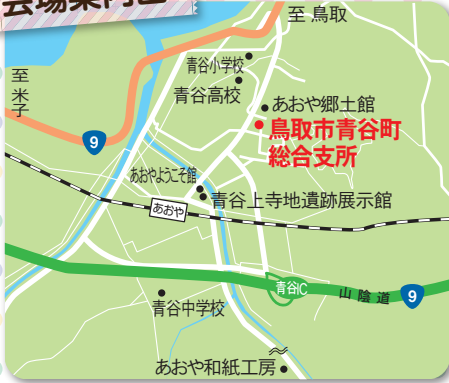 会場案内図
至 鳥取
至米子
青谷小学校
青谷高校
あおや郷土館
鳥取市青谷町
総合支所
9
あおやようこそ館
青谷上寺地遺跡展示館
あおや
青谷IC
山陰道
9
青谷中学校
あおや和紙工房